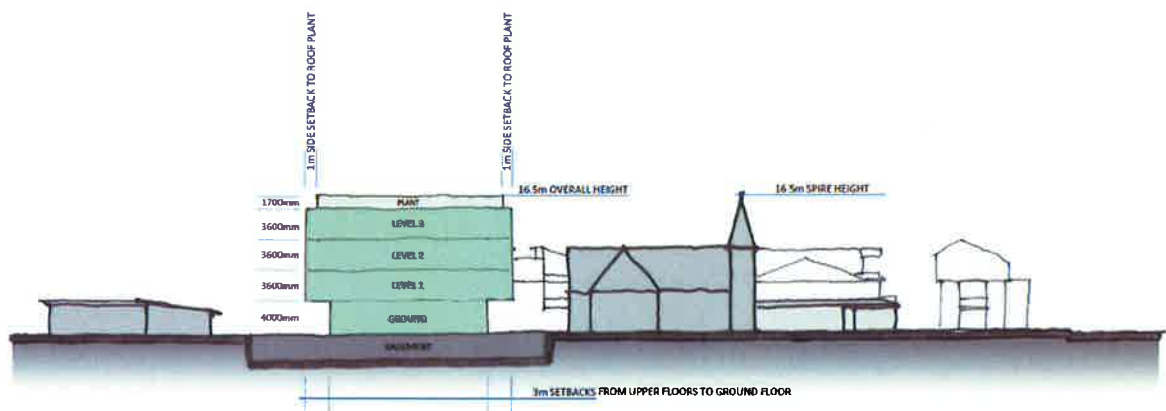 1m SIDE SETBACK TO ROOF PLANT
1m SIDE SETBACK TO ROOF PLANT
16.5m OVERALL HEIGHT
16.5m SPIRE HEIGHT
1700mm
PLANT
3600mm
LEVEL 3
3600mm
LEVEL 2
3600mm
LEVEL 1
4000mm
GROUND
BASEMENT
3m SETBACKS FROM UPPER FLOORS TO GROUND FLOOR